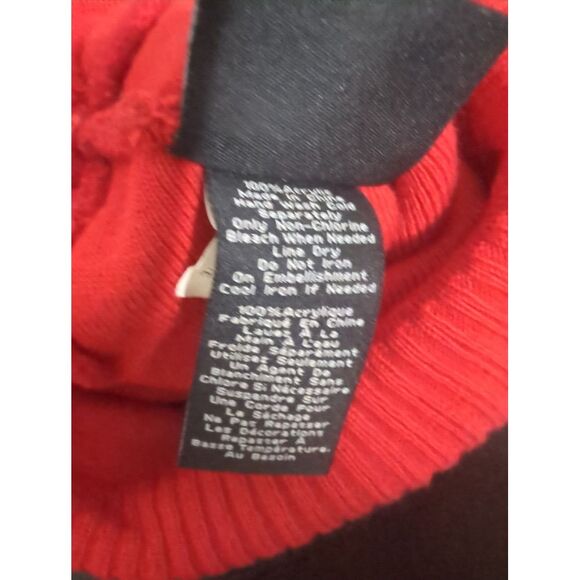 100% Acrylic
Made in China
Hand Wash Cold
Separately
Only Non-Chlorine
Bleach When Needed
Line Dry
Do Not Iron
On Embellishment
Cool Iron If Needed
100% Acrylique
Fabriqué En Chine
Lavez À La
Main À L'eau
Froide Séparément
Utilisez Seulement
Un Agent De
Blanchiment Sans
Chlore Si Nécessaire
Suspendre Sur
Une Corde Pour
Le Séchage
Ne Pas Repasser
Les Décorations
Repasser À
Basse Température.
Au Besoin